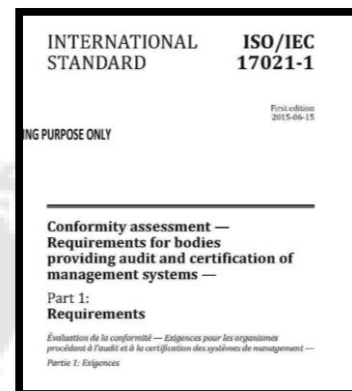 INTERNATIONAL STANDARD
ISO/IEC 17021-1
First edition
2015-06-15
ING PURPOSE ONLY
Conformity assessment —
Requirements for bodies
providing audit and certification of
management systems —
Part 1:
Requirements
Évaluation de la conformité — Exigences pour les organismes
procédant à l'audit et à la certification des systèmes de management —
Partie 1: Exigences